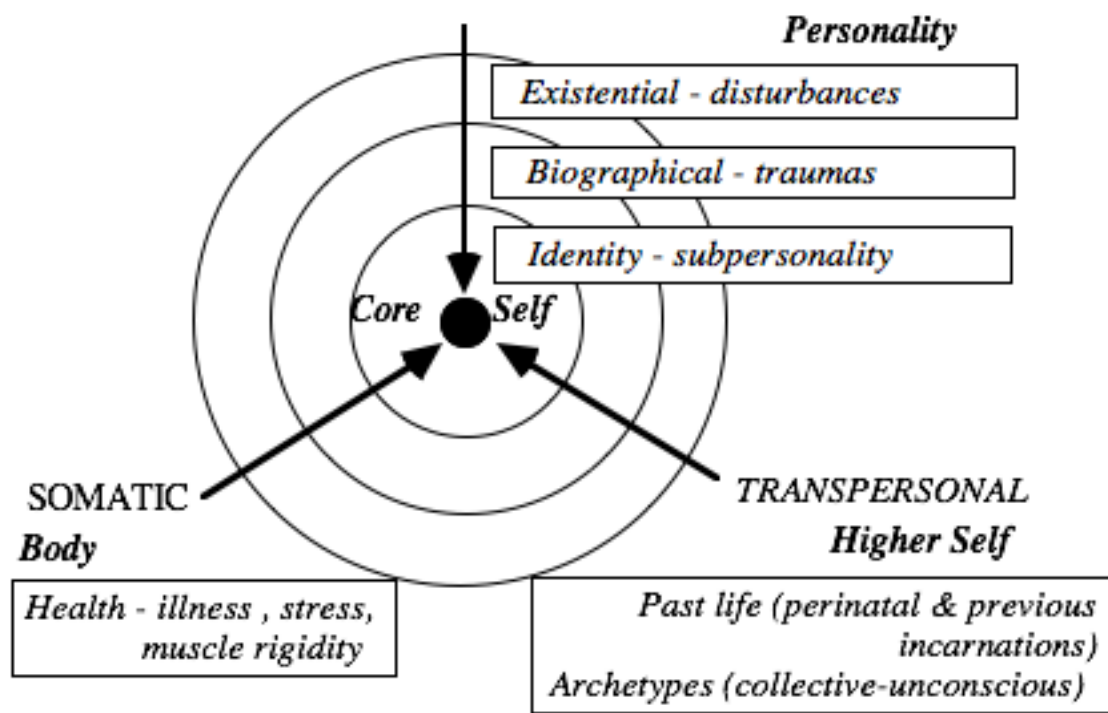 Personality
Existential - disturbances
Biographical - traumas
Identity - subpersonality
Core Self
SOMATIC
Body
Health - illness , stress,
muscle rigidity
TRANSPERSONAL
Higher Self
Past life (perinatal & previous
incarnations)
Archetypes (collective-unconscious)